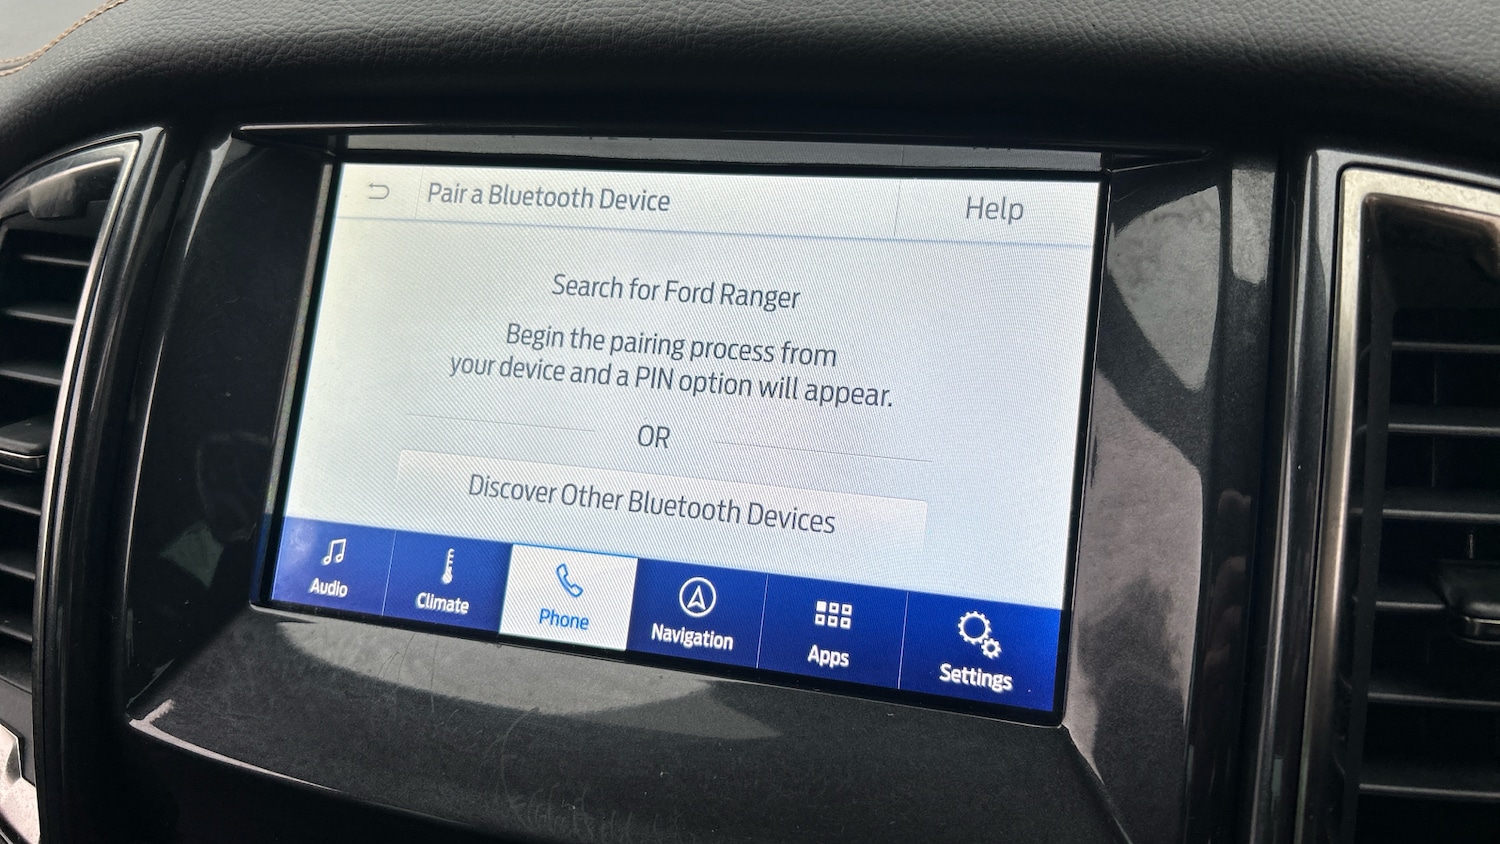 Pair a Bluetooth Device
Help
Search for Ford Ranger
Begin the pairing process from
your device and a PIN option will appear.
OR
Discover Other Bluetooth Devices
Audio
Climate
Phone
Navigation
Apps
Settings